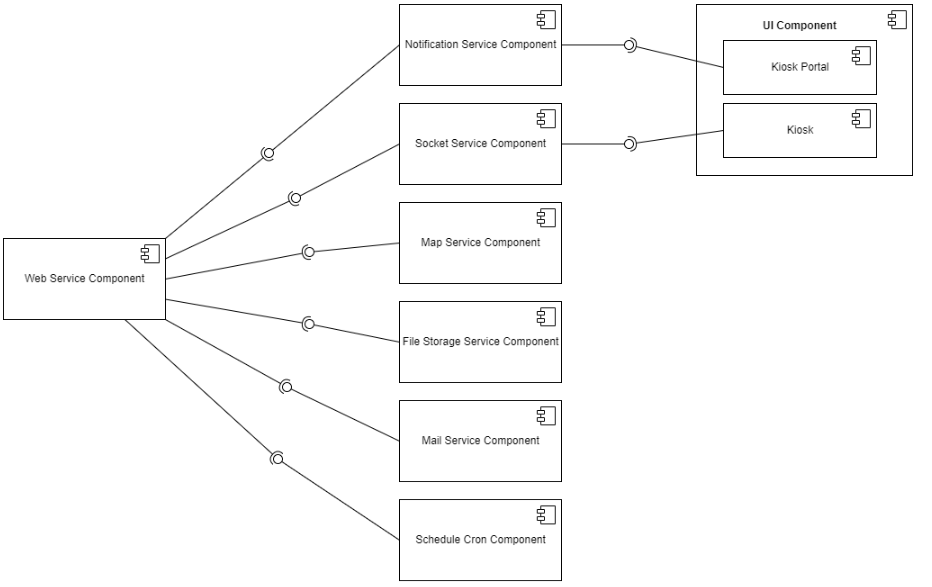 Notification Service Component
UI Component
Kiosk Portal
Kiosk
Socket Service Component
Map Service Component
Web Service Component
File Storage Service Component
Mail Service Component
Schedule Cron Component